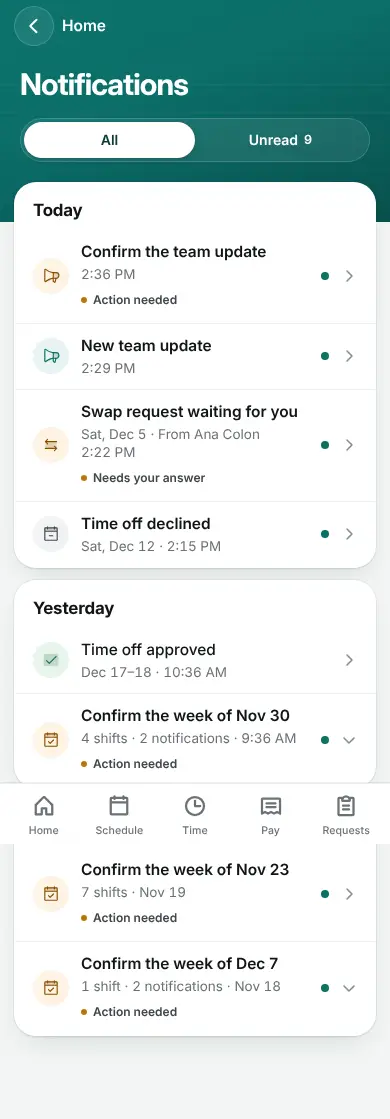 Home
Notifications
All
Unread 9
Today
Confirm the team update
2:36 PM
Action needed
New team update
2:29 PM
Swap request waiting for you
Sat, Dec 5 · From Ana Colon
2:22 PM
Needs your answer
Time off declined
Sat, Dec 12 · 2:15 PM
Yesterday
Time off approved
Dec 17–18 · 10:36 AM
Confirm the week of Nov 30
4 shifts · 2 notifications · 9:36 AM
Action needed
Home
Schedule
Time
Pay
Requests
Confirm the week of Nov 23
7 shifts · Nov 19
Action needed
Confirm the week of Dec 7
1 shift · 2 notifications · Nov 18
Action needed